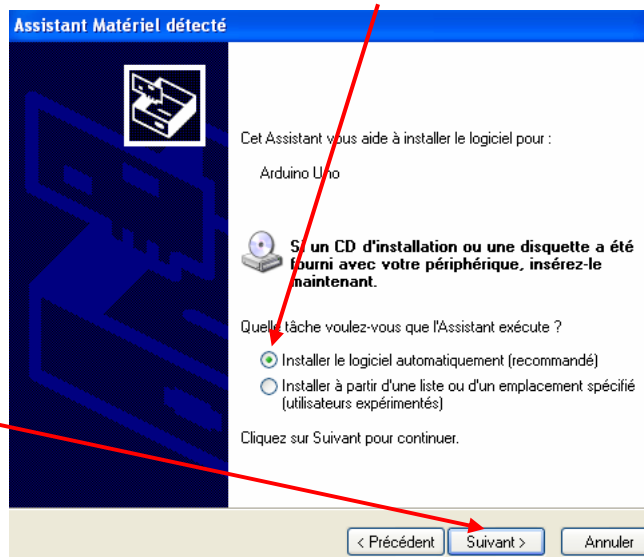 Assistant Matériel détecté
Cet Assistant vous aide à installer le logiciel pour :
Arduino Uno
Si un CD d'installation ou une disquette a été
fourni avec votre périphérique, insérez-le
maintenant.
Quelle tâche voulez-vous que l'Assistant exécute ?
Installer le logiciel automatiquement (recommandé)
Installer à partir d'une liste ou d'un emplacement spécifié
(utilisateurs expérimentés)
Cliquez sur Suivant pour continuer.
< Précédent Suivant > Annuler